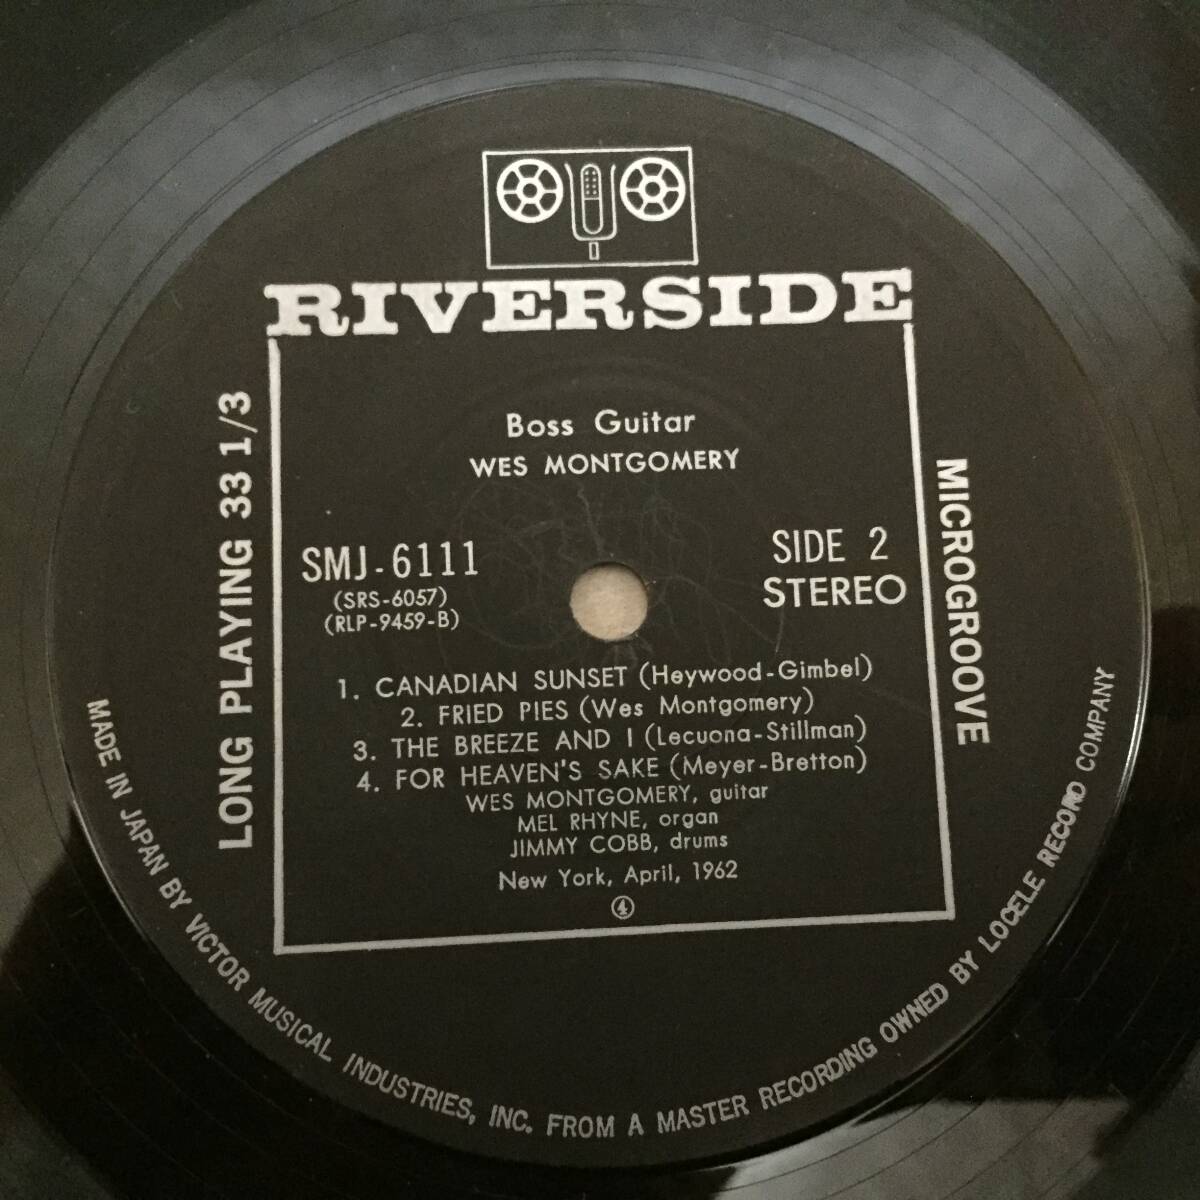 RIVERSIDE
Boss Guitar
WES MONTGOMERY
SMJ-6111
(SRS-6057)
(RLP-9459-B)
SIDE 2
STEREO
1. CANADIAN SUNSET (Heywood-Gimbel)
2. FRIED PIES (Wes Montgomery)
3. THE BREEZE AND I (Lecuona-Stillman)
4. FOR HEAVEN'S SAKE (Meyer-Bretton)
WES MONTGOMERY, guitar
MEL RHYNE, organ
JIMMY COBB, drums
New York, April, 1962
④
LONG PLAYING 33 1/3
MICROGROOVE
MADE IN JAPAN BY VICTOR MUSICAL INDUSTRIES, INC. FROM A MASTER RECORDING OWNED BY LOCELE RECORD COMPANY